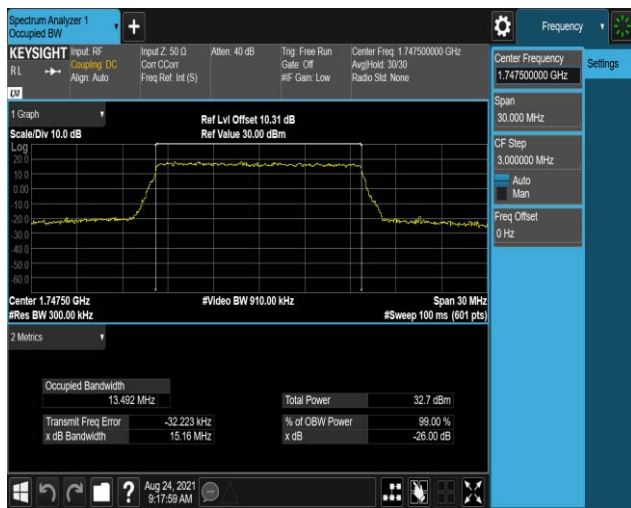 Spectrum Analyzer 1
Occupied BW
Frequency
KEYSIGHT
RL
LXI
Input: RF
Coupling: DC
Align: Auto
Input Z: 50 Ω
Corr CCorr
Freq Ref: Int (S)
Atten: 40 dB
Trig: Free Run
Gate: Off
#IF Gain: Low
Center Freq: 1.747500000 GHz
Avg|Hold: 30/30
Radio Std: None
Center Frequency
1.747500000 GHz
Settings
Span
30.000 MHz
CF Step
3.000000 MHz
Auto
Man
Freq Offset
0 Hz
1 Graph
Scale/Div 10.0 dB
Ref Lvl Offset 10.31 dB
Ref Value 30.00 dBm
Log
20.0
10.0
0.00
-10.0
-20.0
-30.0
-40.0
-50.0
-60.0
Center 1.74750 GHz
#Res BW 300.00 kHz
#Video BW 910.00 kHz
Span 30 MHz
#Sweep 100 ms (601 pts)
2 Metrics
Occupied Bandwidth
13.492 MHz
Total Power 32.7 dBm
Transmit Freq Error -32.223 kHz
% of OBW Power 99.00 %
x dB Bandwidth 15.16 MHz
x dB -26.00 dB
Aug 24, 2021
9:17:59 AM